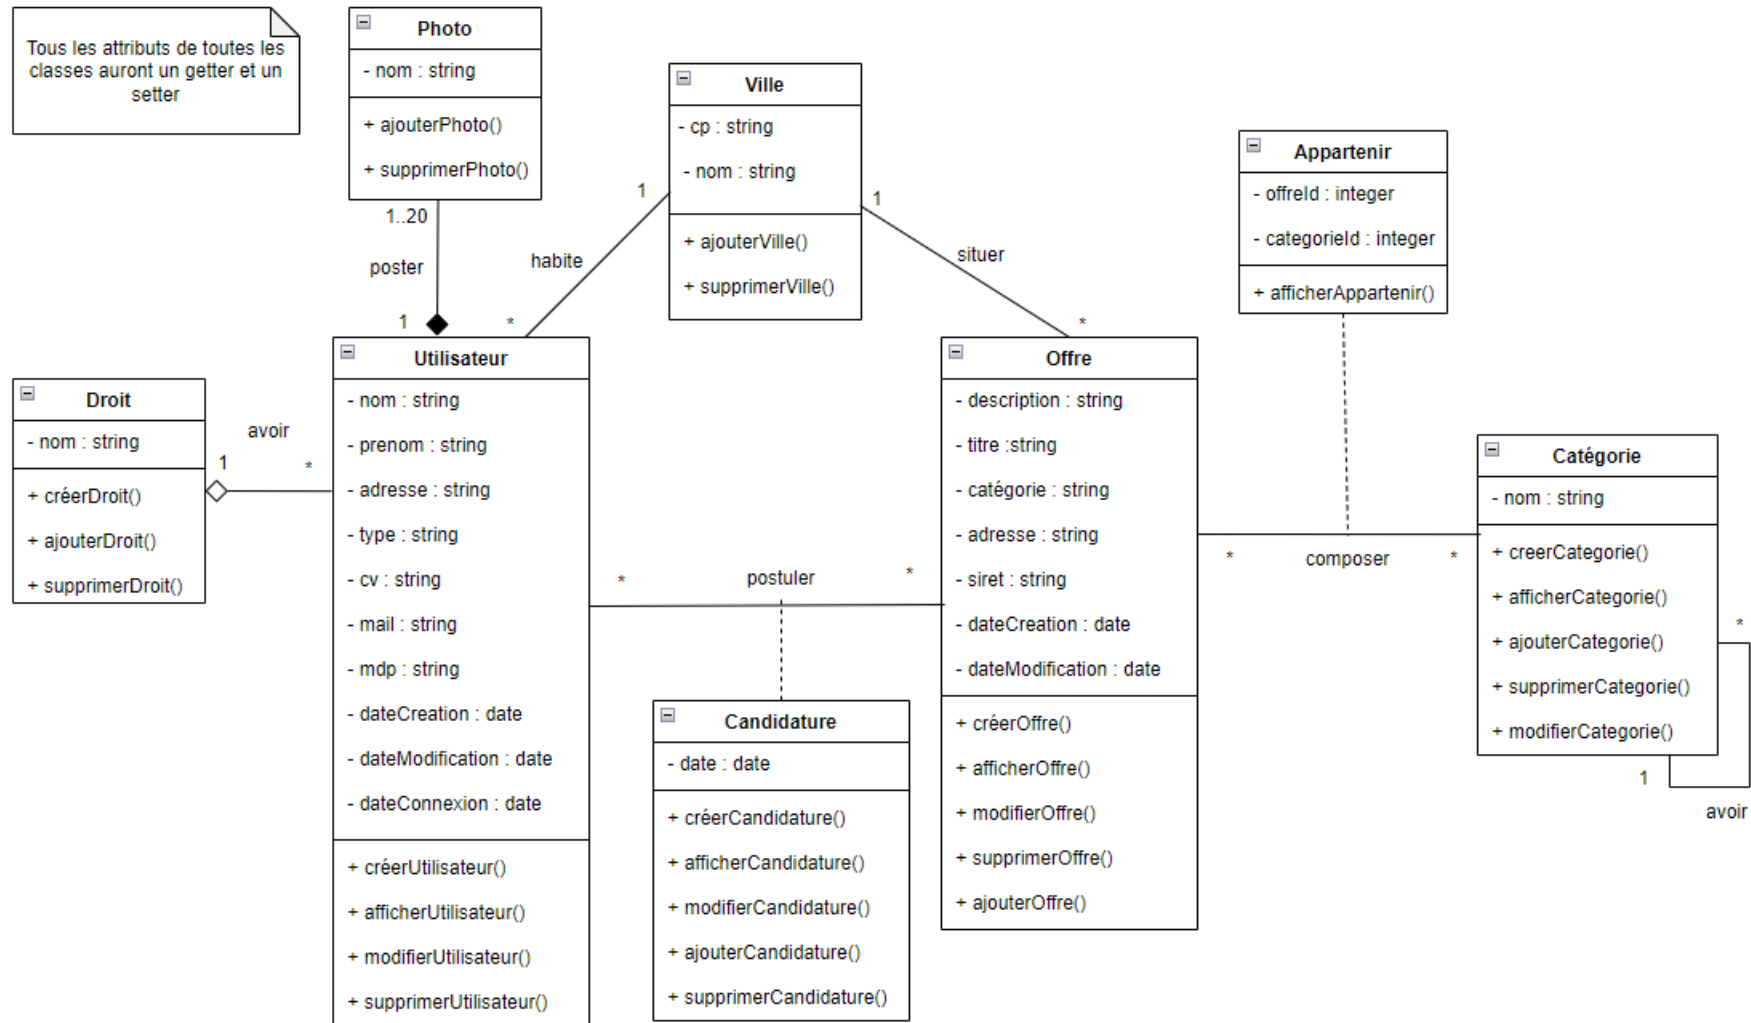 Tous les attributs de toutes les
classes auront un getter et un
setter
Photo
- nom : string
+ ajouterPhoto()
+ supprimerPhoto()
1..20
poster
1
Ville
- cp : string
- nom : string
+ ajouterVille()
+ supprimerVille()
1
habite
*
1
situer
*
Appartenir
- offreId : integer
- categorieId : integer
+ afficherAppartenir()
Droit
- nom : string
+ créerDroit()
+ ajouterDroit()
+ supprimerDroit()
avoir
1
*
Utilisateur
- nom : string
- prenom : string
- adresse : string
- type : string
- cv : string
- mail : string
- mdp : string
- dateCreation : date
- dateModification : date
- dateConnexion : date
+ créerUtilisateur()
+ afficherUtilisateur()
+ modifierUtilisateur()
+ supprimerUtilisateur()
*
postuler
*
Candidature
- date : date
+ créerCandidature()
+ afficherCandidature()
+ modifierCandidature()
+ ajouterCandidature()
+ supprimerCandidature()
Offre
- description : string
- titre :string
- catégorie : string
- adresse : string
- siret : string
- dateCreation : date
- dateModification : date
+ créerOffre()
+ afficherOffre()
+ modifierOffre()
+ supprimerOffre()
+ ajouterOffre()
*
composer
*
Catégorie
- nom : string
+ creerCategorie()
+ afficherCategorie()
+ ajouterCategorie()
+ supprimerCategorie()
+ modifierCategorie()
*
1
avoir